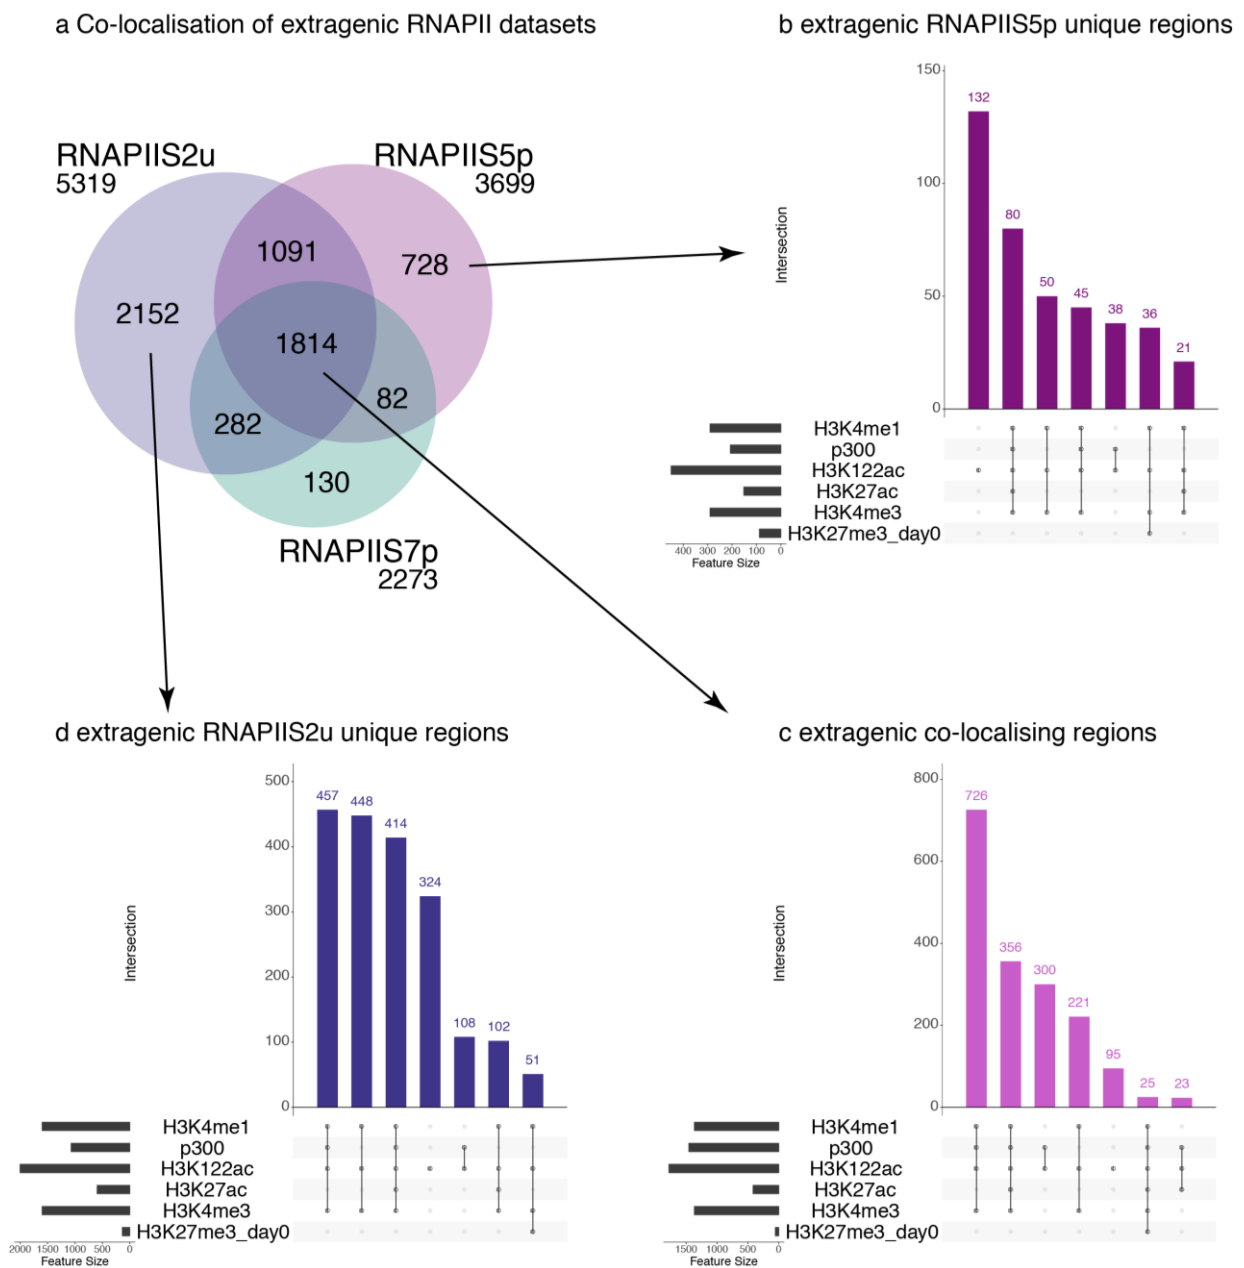 a Co-localisation of extragenic RNAPII datasets
RNAPIIS2u
5319
RNAPIIS5p
3699
1091
728
2152
1814
82
282
130
RNAPIIS7p
2273
b extragenic RNAPIIS5p unique regions
Intersection
150
100
50
0
132
80
50
45
38
36
21
H3K4me1
p300
H3K122ac
H3K27ac
H3K4me3
H3K27me3_day0
400 300 200 100 0
Feature Size
d extragenic RNAPIIS2u unique regions
Intersection
500
400
300
200
100
0
457
448
414
324
108
102
51
H3K4me1
p300
H3K122ac
H3K27ac
H3K4me3
H3K27me3_day0
2000 1500 1000 500 0
Feature Size
c extragenic co-localising regions
Intersection
800
600
400
200
0
726
356
300
221
95
25
23
H3K4me1
p300
H3K122ac
H3K27ac
H3K4me3
H3K27me3_day0
1500 1000 500 0
Feature Size